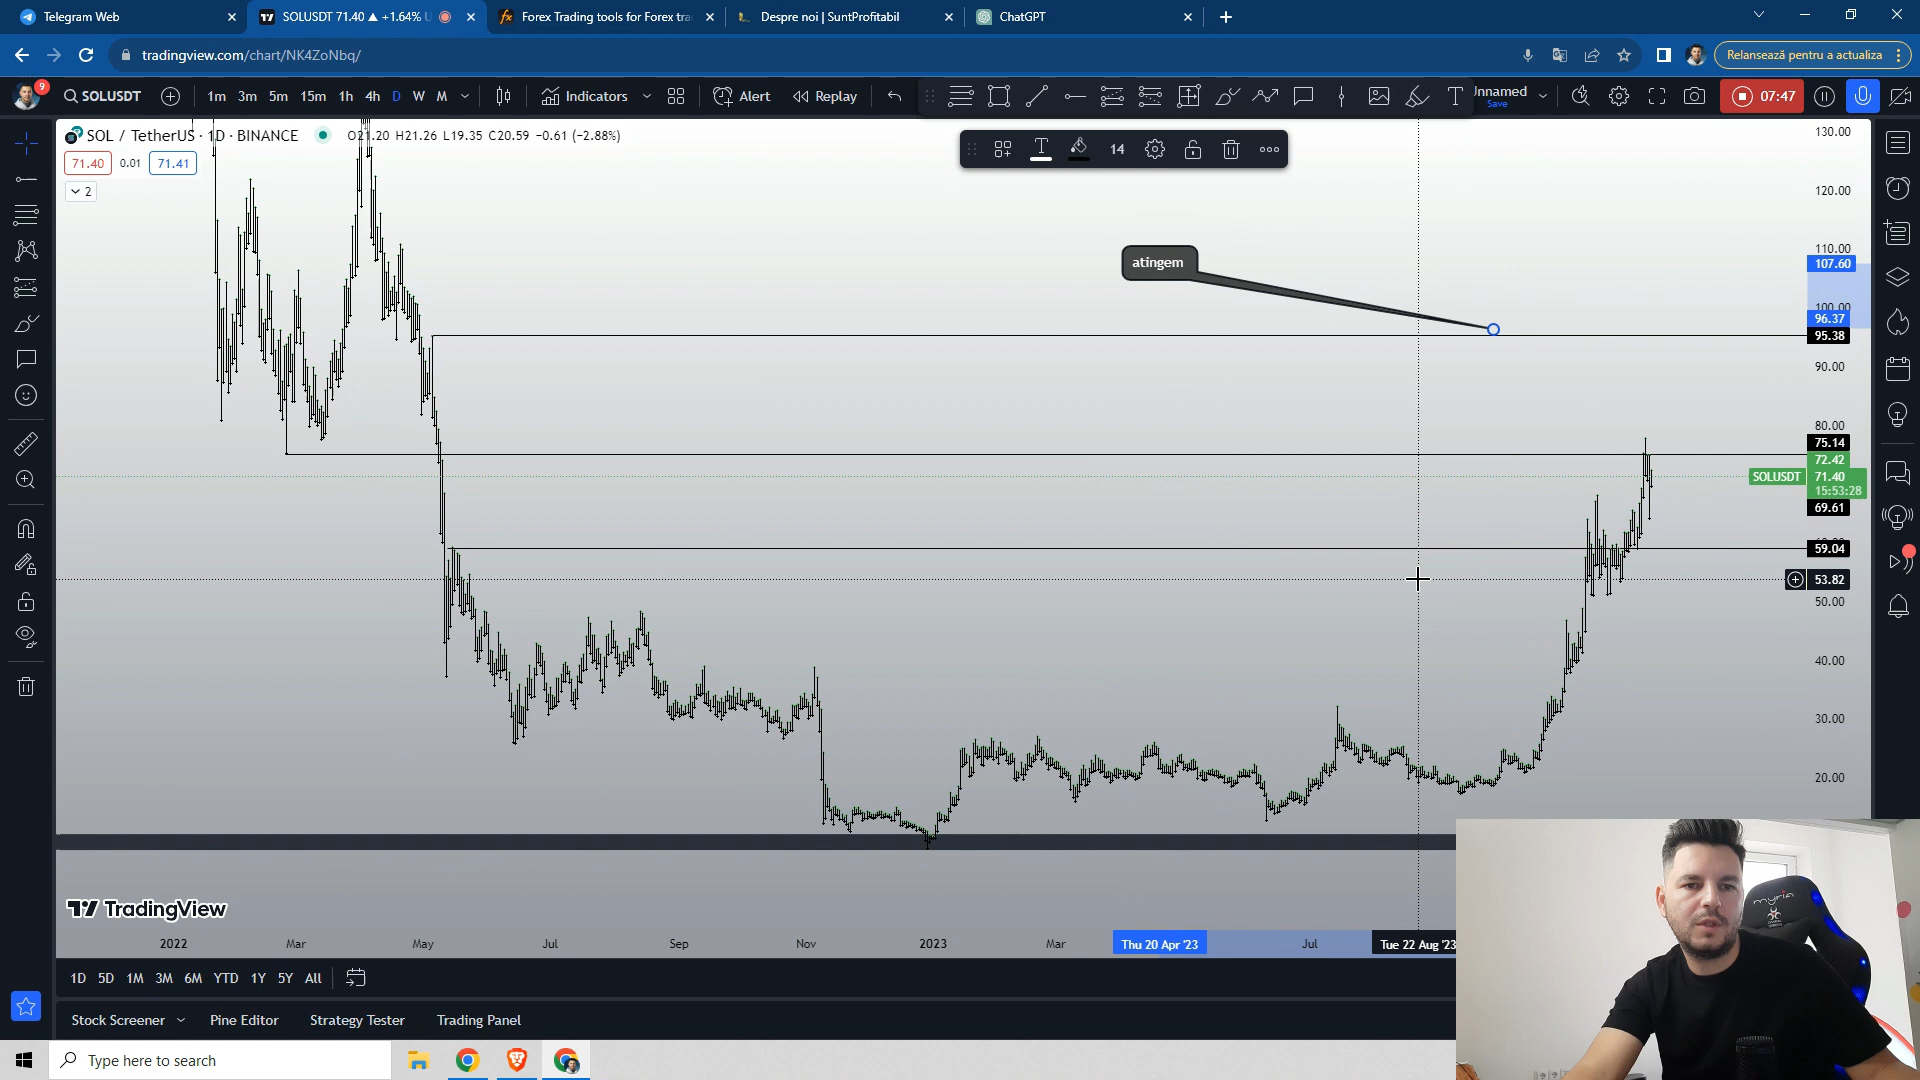 Telegram Web
SOLUSDT 71.40 ▲ +1.64%
Forex Trading tools for Forex tra
Despre noi | SuntProfitabil
ChatGPT
tradingview.com/chart/NK4ZoNbq/
Relansează pentru a actualiza
9
SOLUSDT
1m 3m 5m 15m 1h 4h D W M
Indicators
Alert
Replay
Unnamed
Save
07:47
SOL / TetherUS · 1D · BINANCE
O21.20 H21.26 L19.35 C20.59 −0.61 (−2.88%)
71.40
0.01
71.41
2
14
atingem
130.00
120.00
110.00
107.60
100.00
96.37
95.38
90.00
80.00
75.14
72.42
SOLUSDT
71.40
15:53:28
69.61
59.04
53.82
50.00
40.00
30.00
20.00
TradingView
2022 Mar May Jul Sep Nov 2023 Mar Thu 20 Apr '23 Jul Tue 22 Aug '23
1D 5D 1M 3M 6M YTD 1Y 5Y All
Stock Screener
Pine Editor
Strategy Tester
Trading Panel
myria
Type here to search